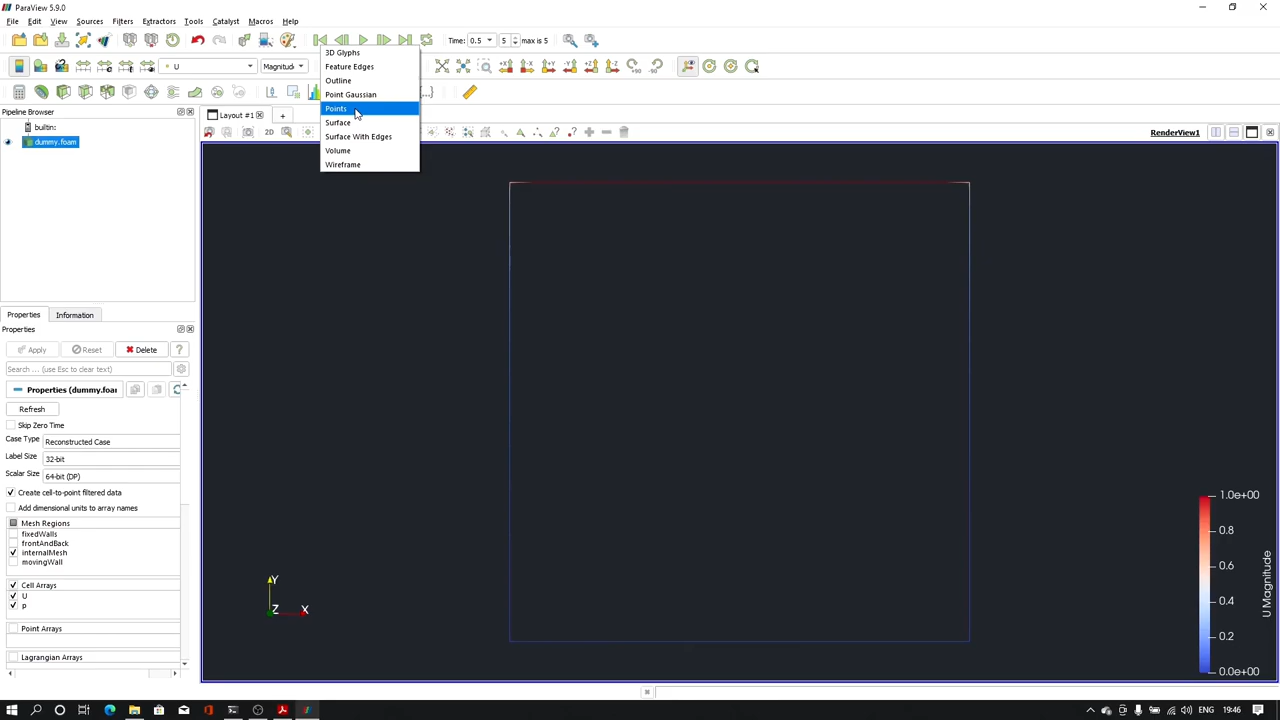 ParaView 5.9.0
File Edit View Sources Filters Extractors Tools Catalyst Macros Help
Time: 0.5 5 max is 5
U Magnitud
3D Glyphs
Feature Edges
Outline
Point Gaussian
Points
Surface
Surface With Edges
Volume
Wireframe
Pipeline Browser
builtin:
dummy.foam
Layout #1 +
2D
RenderView1
Properties Information
Properties
Apply Reset Delete ?
Search ... (use Esc to clear text)
Properties (dummy.foa
Refresh
Skip Zero Time
Case Type Reconstructed Case
Label Size 32-bit
Scalar Size 64-bit (DP)
Create cell-to-point filtered data
Add dimensional units to array names
Mesh Regions
fixedWalls
frontAndBack
internalMesh
movingWall
Cell Arrays
U
p
Point Arrays
Lagrangian Arrays
Y
Z X
1.0e+00
0.8
0.6
0.4
0.2
0.0e+00
U Magnitude
ENG 19:46